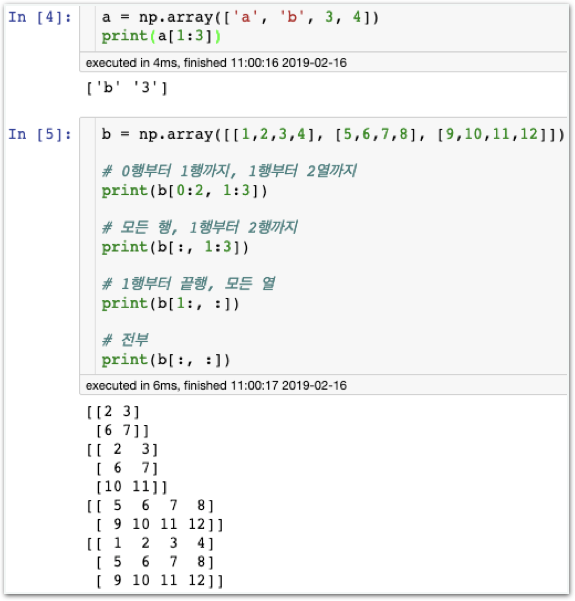 In [4]: a = np.array(['a', 'b', 3, 4])
print(a[1:3])
executed in 4ms, finished 11:00:16 2019-02-16
['b' '3']
In [5]: b = np.array([[1,2,3,4], [5,6,7,8], [9,10,11,12]])
# 0행부터 1행까지, 1행부터 2열까지
print(b[0:2, 1:3])
# 모든 행, 1행부터 2행까지
print(b[:, 1:3])
# 1행부터 끝행, 모든 열
print(b[1:, :])
# 전부
print(b[:, :])
executed in 6ms, finished 11:00:17 2019-02-16
[[2 3]
 [6 7]]
[[ 2  3]
 [ 6  7]
 [10 11]]
[[ 5  6  7  8]
 [ 9 10 11 12]]
[[ 1  2  3  4]
 [ 5  6  7  8]
 [ 9 10 11 12]]